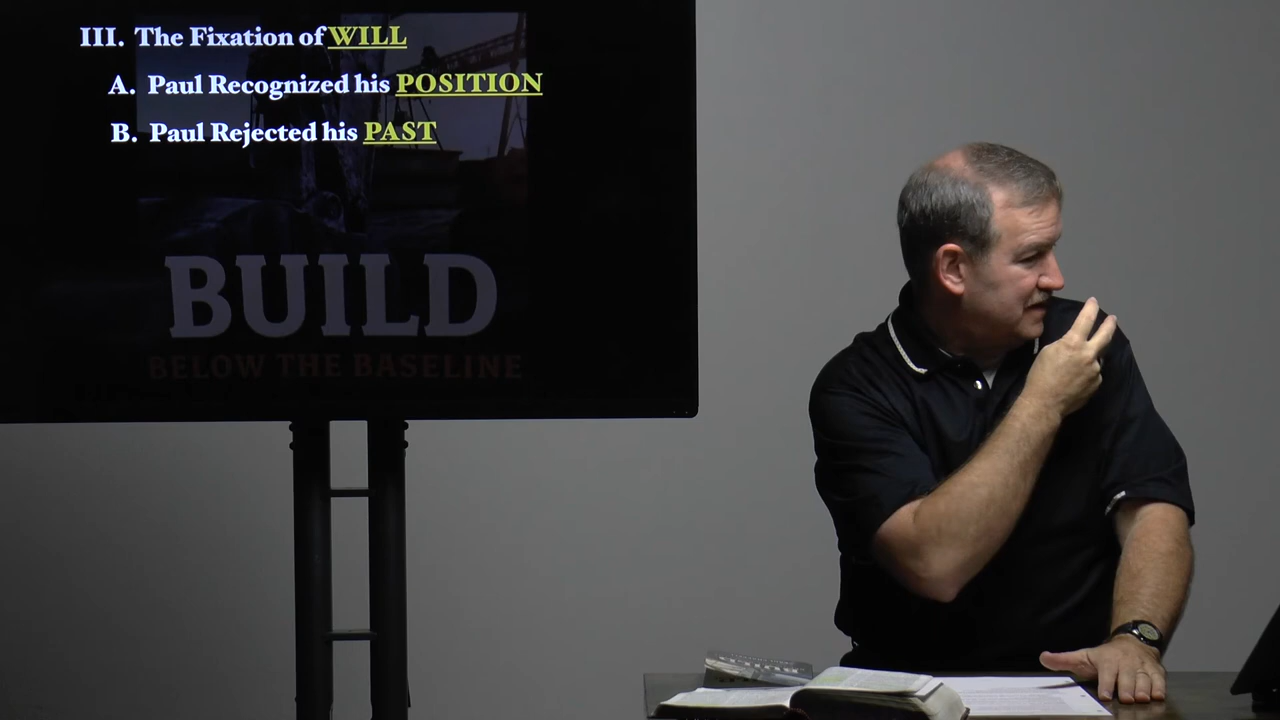 III. The Fixation of WILL
A. Paul Recognized his POSITION
B. Paul Rejected his PAST
BUILD
BELOW THE BASELINE